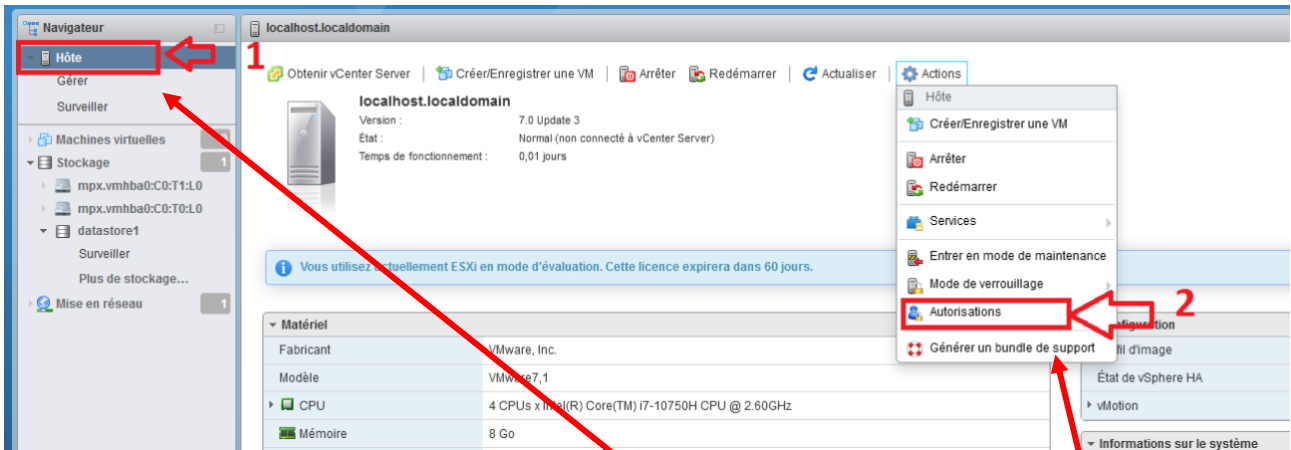 Navigateur
localhost.localdomain
Hôte
1
Gérer
Surveiller
Machines virtuelles
Stockage 1
mpx.vmhba0:C0:T1:L0
mpx.vmhba0:C0:T0:L0
datastore1
Surveiller
Plus de stockage...
Mise en réseau 1
Obtenir vCenter Server | Créer/Enregistrer une VM | Arrêter Redémarrer | Actualiser | Actions
localhost.localdomain
Version : 7.0 Update 3
État : Normal (non connecté à vCenter Server)
Temps de fonctionnement : 0,01 jours
Hôte
Créer/Enregistrer une VM
Arrêter
Redémarrer
Services
Entrer en mode de maintenance
Mode de verrouillage
Autorisations
2
Générer un bundle de support
Vous utilisez actuellement ESXi en mode d'évaluation. Cette licence expirera dans 60 jours.
Matériel
Fabricant VMware, Inc.
Modèle VMware7,1
CPU 4 CPUs x Intel(R) Core(TM) i7-10750H CPU @ 2.60GHz
Mémoire 8 Go
d'image
État de vSphere HA
vMotion
Informations sur le système